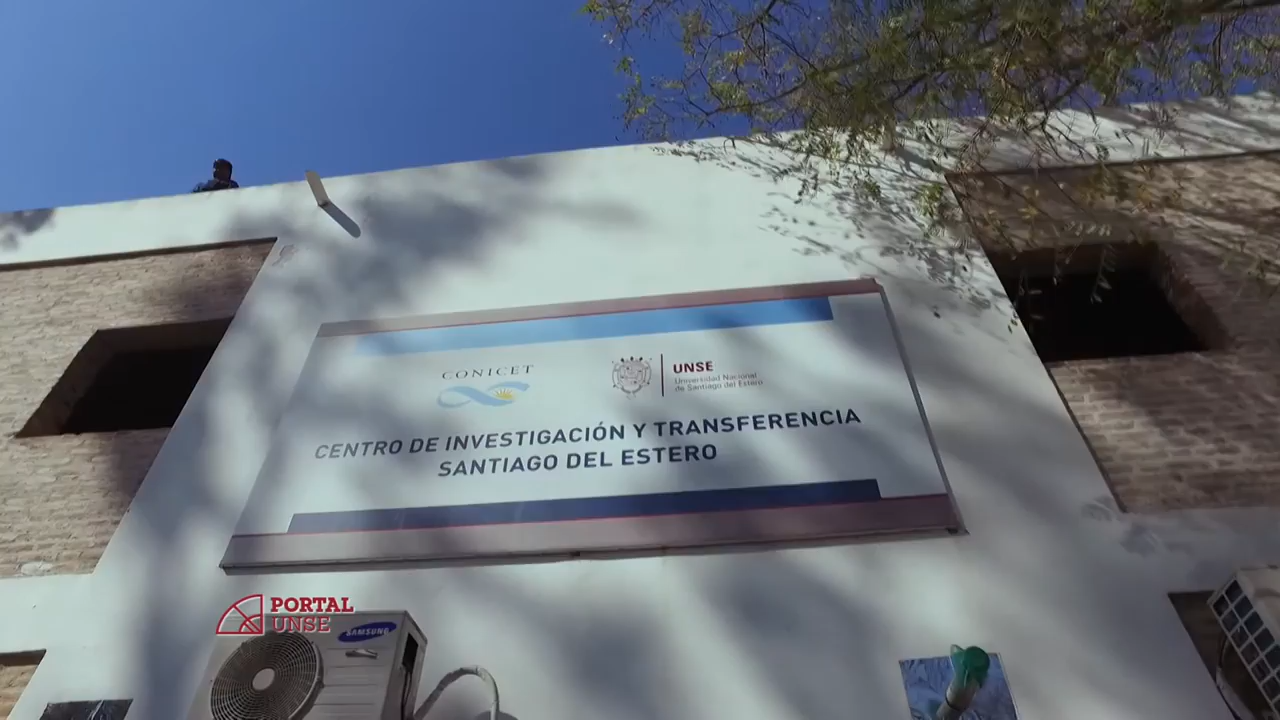 CONICET
UNSE
Universidad Nacional
de Santiago del Estero
CENTRO DE INVESTIGACIÓN Y TRANSFERENCIA
SANTIAGO DEL ESTERO
PORTAL
UNSE
SAMSUNG